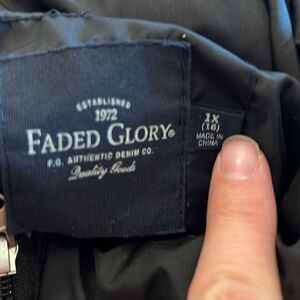 ESTABLISHED
1972
FADED GLORY®
F.G. AUTHENTIC DENIM CO.
Quality Goods
1X
(16)
MADE IN
CHINA